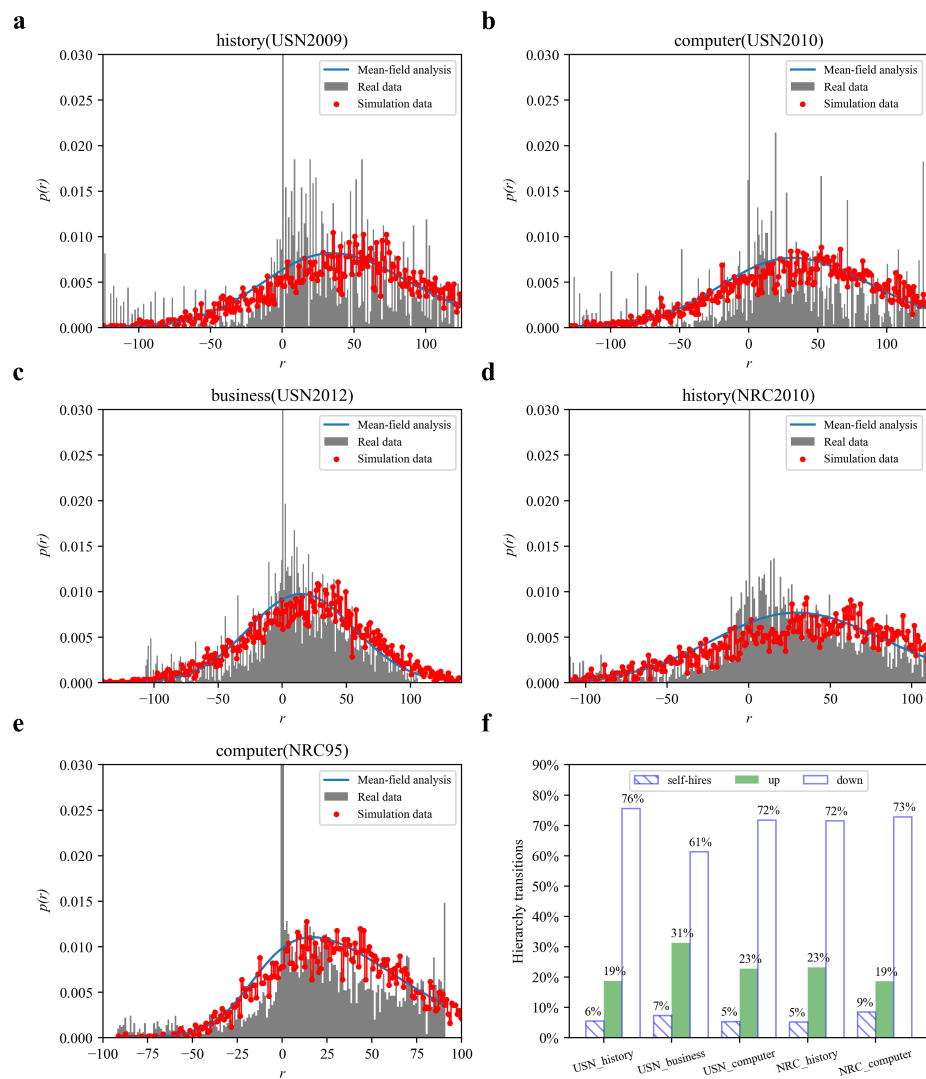 a
history(USN2009)
Mean-field analysis
Real data
Simulation data
0.030
0.025
0.020
0.015
0.010
0.005
0.000
p(r)
−100 −50 0 50 100
r
b
computer(USN2010)
Mean-field analysis
Real data
Simulation data
0.030
0.025
0.020
0.015
0.010
0.005
0.000
p(r)
−100 −50 0 50 100
r
c
business(USN2012)
Mean-field analysis
Real data
Simulation data
0.030
0.025
0.020
0.015
0.010
0.005
0.000
p(r)
−100 −50 0 50 100
r
d
history(NRC2010)
Mean-field analysis
Real data
Simulation data
0.030
0.025
0.020
0.015
0.010
0.005
0.000
p(r)
−100 −50 0 50 100
r
e
computer(NRC95)
Mean-field analysis
Real data
Simulation data
0.030
0.025
0.020
0.015
0.010
0.005
0.000
p(r)
−100 −75 −50 −25 0 25 50 75 100
r
f
self-hires up down
90%
80%
70%
60%
50%
40%
30%
20%
10%
0%
Hierarchy transitions
6% 19% 76%
7% 31% 61%
5% 23% 72%
5% 23% 72%
9% 19% 73%
USN_history USN_business USN_computer NRC_history NRC_computer